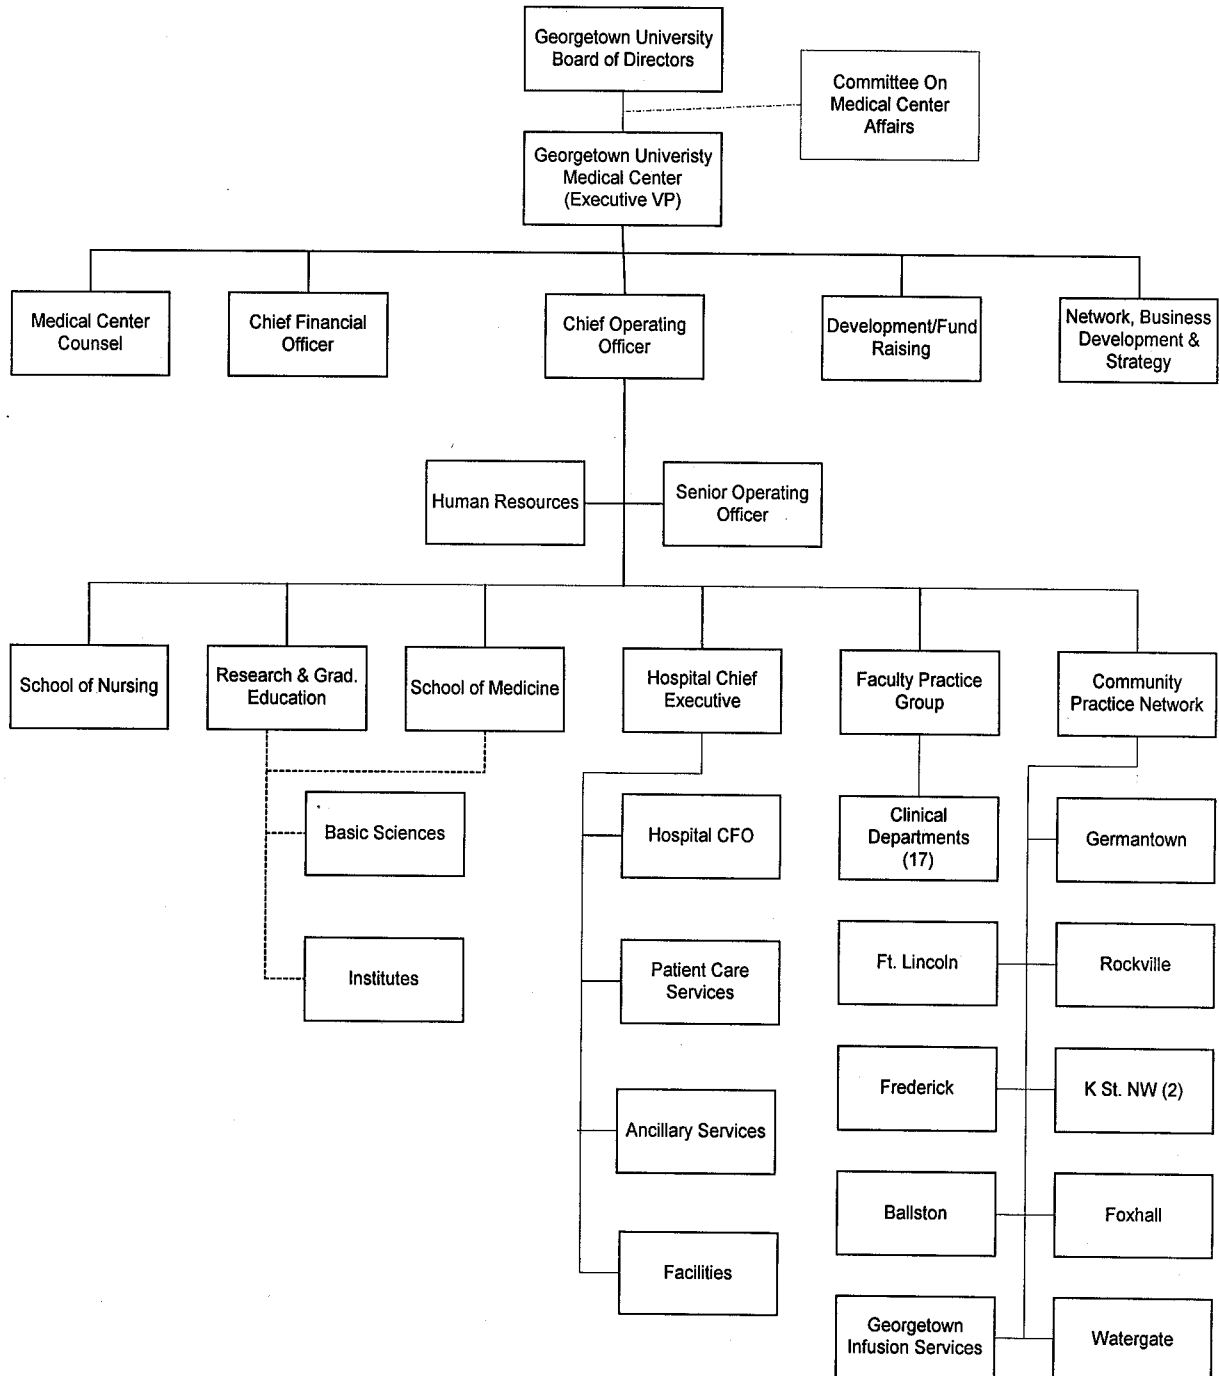 Georgetown University
Board of Directors
Committee On
Medical Center
Affairs
Georgetown Univeristy
Medical Center
(Executive VP)
Medical Center
Counsel
Chief Financial
Officer
Chief Operating
Officer
Development/Fund
Raising
Network, Business
Development &
Strategy
Human Resources
Senior Operating
Officer
School of Nursing
Research & Grad.
Education
School of Medicine
Hospital Chief
Executive
Faculty Practice
Group
Community
Practice Network
Basic Sciences
Hospital CFO
Clinical
Departments
(17)
Germantown
Institutes
Patient Care
Services
Ft. Lincoln
Rockville
Frederick
K St. NW (2)
Ancillary Services
Ballston
Foxhall
Facilities
Georgetown
Infusion Services
Watergate